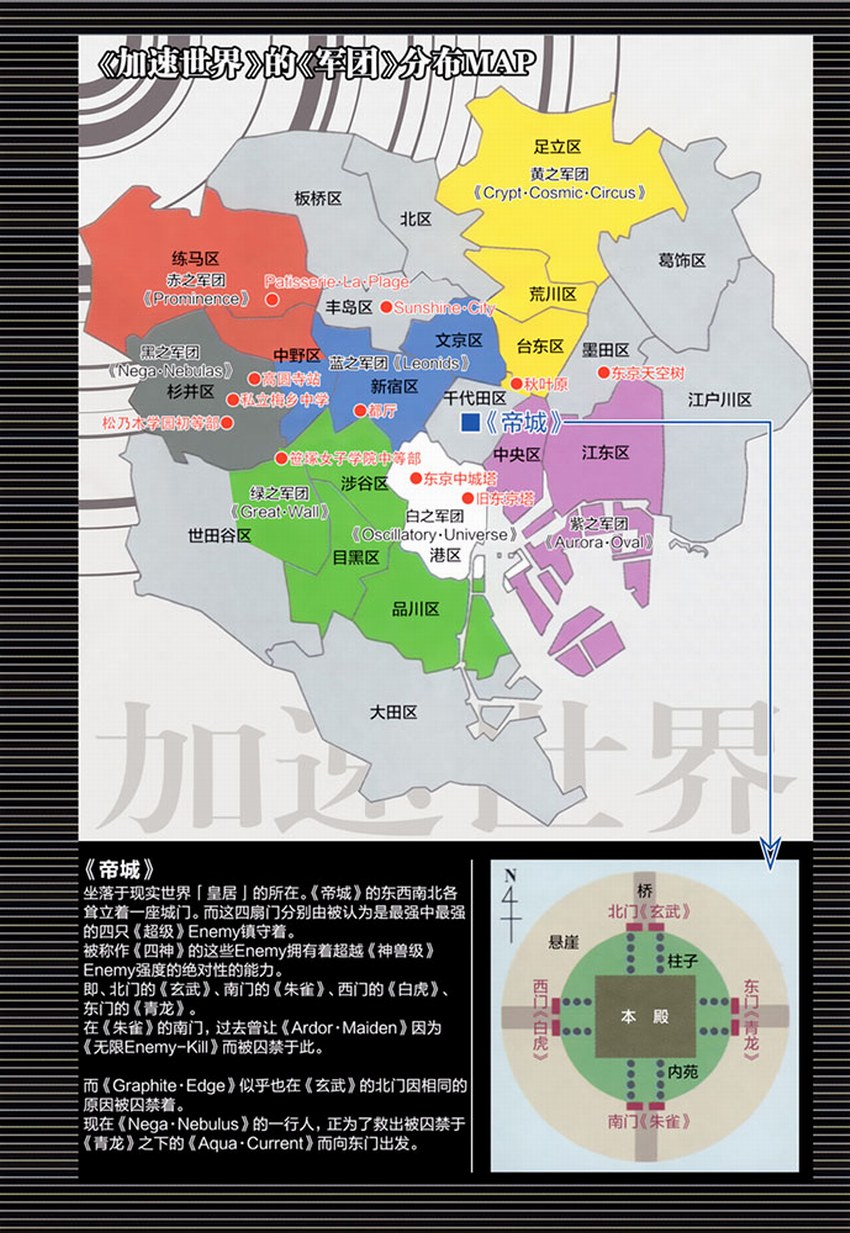 《加速世界》的《军团》分布MAP
足立区
黄之军团
《Crypt·Cosmic·Circus》
板桥区
北区
葛饰区
练马区
赤之军团
《Prominence》
Patisserie·La·Plage
丰岛区
Sunshine·City
荒川区
文京区
台东区
墨田区
东京天空树
黑之军团
《Nega·Nebulas》
中野区
蓝之军团《Leonids》
新宿区
杉并区
高圆寺站
私立梅乡中学
松乃木学园初等部
都厅
秋叶原
千代田区
《帝城》
江户川区
笹塚女子学院中等部
中央区
江东区
涉谷区
东京中城塔
旧东京塔
绿之军团
《Great·Wall》
白之军团
《Oscillatory·Universe》
港区
紫之军团
《Aurora·Oval》
世田谷区
目黑区
品川区
大田区
加速世界
《帝城》
坐落于现实世界「皇居」的所在。《帝城》的东西南北各
耸立着一座城门。而这四扇门分别由被认为是最强中最强
的四只《超级》Enemy镇守着。
被称作《四神》的这些Enemy拥有着超越《神兽级》
Enemy强度的绝对性的能力。
即、北门的《玄武》、南门的《朱雀》、西门的《白虎》、
东门的《青龙》。
在《朱雀》的南门，过去曾让《Ardor·Maiden》因为
《无限Enemy-Kill》而被囚禁于此。
而《Graphite·Edge》似乎也在《玄武》的北门因相同的
原因被囚禁着。
现在《Nega·Nebulus》的一行人，正为了救出被囚禁于
《青龙》之下的《Aqua·Current》而向东门出发。
N
桥
北门《玄武》
悬崖
柱子
西门《白虎》
本殿
东门《青龙》
内苑
南门《朱雀》